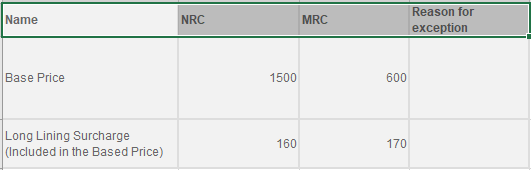 Name NRC MRC Reason for
exception
Base Price 1500 600
Long Lining Surcharge
(Included in the Based Price) 160 170